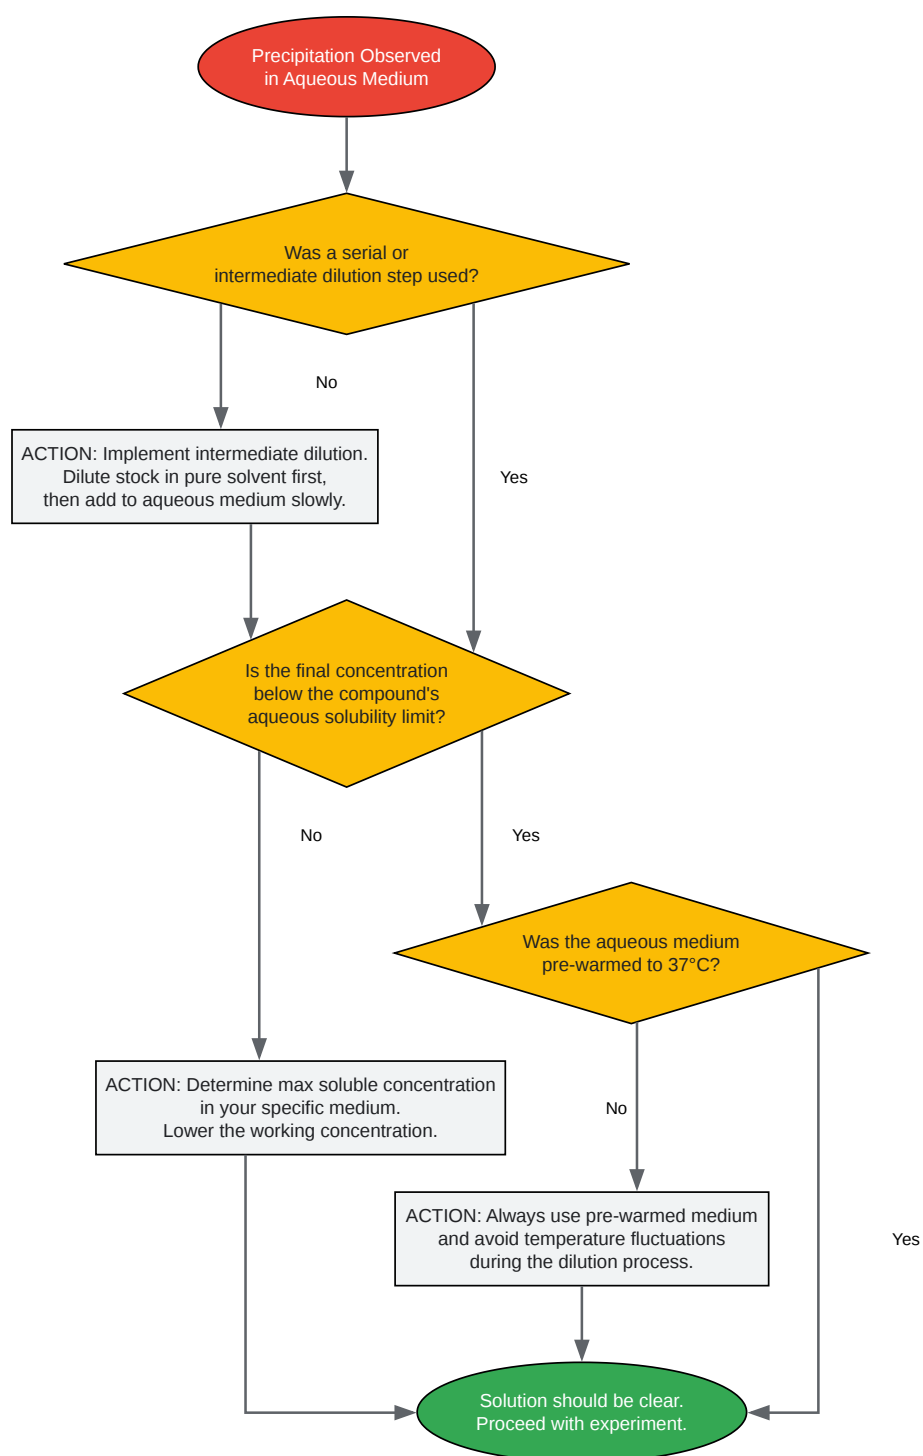 Precipitation Observed
in Aqueous Medium
Was a serial or
intermediate dilution step used?
No
ACTION: Implement intermediate dilution.
Dilute stock in pure solvent first,
then add to aqueous medium slowly.
Yes
Is the final concentration
below the compound's
aqueous solubility limit?
No
Yes
Was the aqueous medium
pre-warmed to 37°C?
ACTION: Determine max soluble concentration
in your specific medium.
Lower the working concentration.
No
ACTION: Always use pre-warmed medium
and avoid temperature fluctuations
during the dilution process.
Yes
Solution should be clear.
Proceed with experiment.